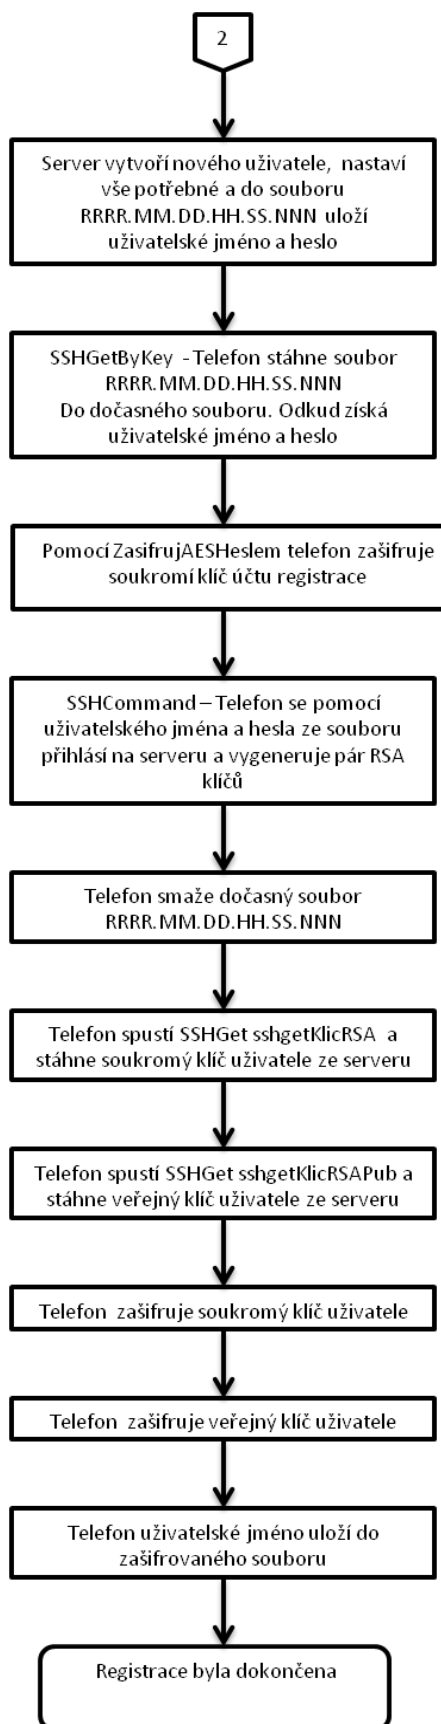 2
Server vytvoří nového uživatele, nastaví
vše potřebné a do souboru
RRRR.MM.DD.HH.SS.NNN uloží
uživatelské jméno a heslo
SSHGetByKey - Telefon stáhne soubor
RRRR.MM.DD.HH.SS.NNN
Do dočasného souboru. Odkud získá
uživatelské jméno a heslo
Pomocí ZasifrujAESHeslem telefon zašifruje
soukromí klíč účtu registrace
SSHCommand – Telefon se pomocí
uživatelského jména a hesla ze souboru
přihlásí na serveru a vygeneruje pár RSA
klíčů
Telefon smaže dočasný soubor
RRRR.MM.DD.HH.SS.NNN
Telefon spustí SSHGet sshgetKlicRSA a
stáhne soukromý klíč uživatele ze serveru
Telefon spustí SSHGet sshgetKlicRSAPub a
stáhne veřejný klíč uživatele ze serveru
Telefon zašifruje soukromý klíč uživatele
Telefon zašifruje veřejný klíč uživatele
Telefon uživatelské jméno uloží do
zašifrovaného souboru
Registrace byla dokončena